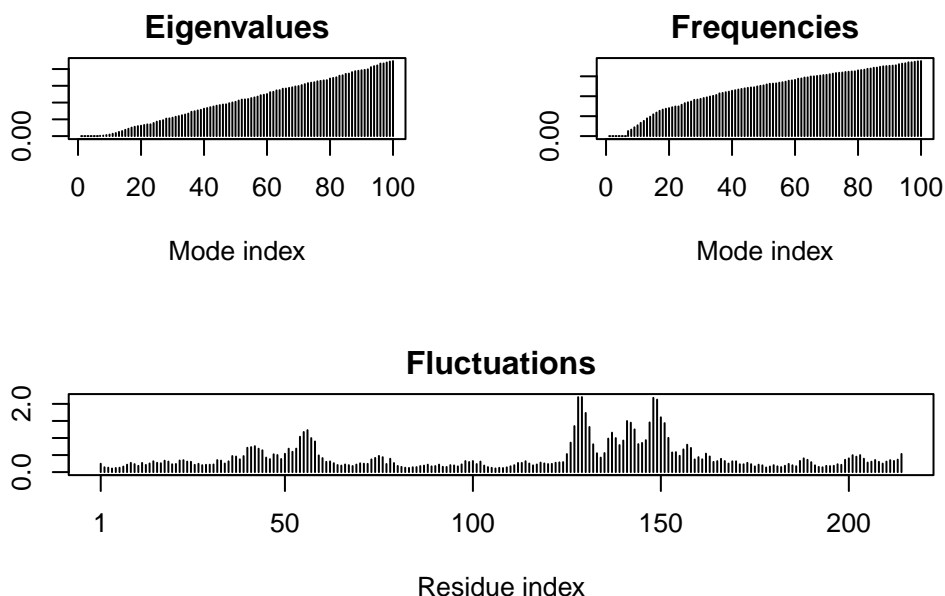 Eigenvalues
0.00
0 20 40 60 80 100
Mode index
Frequencies
0.00
0 20 40 60 80 100
Mode index
Fluctuations
2.0
0.0
1 50 100 150 200
Residue index